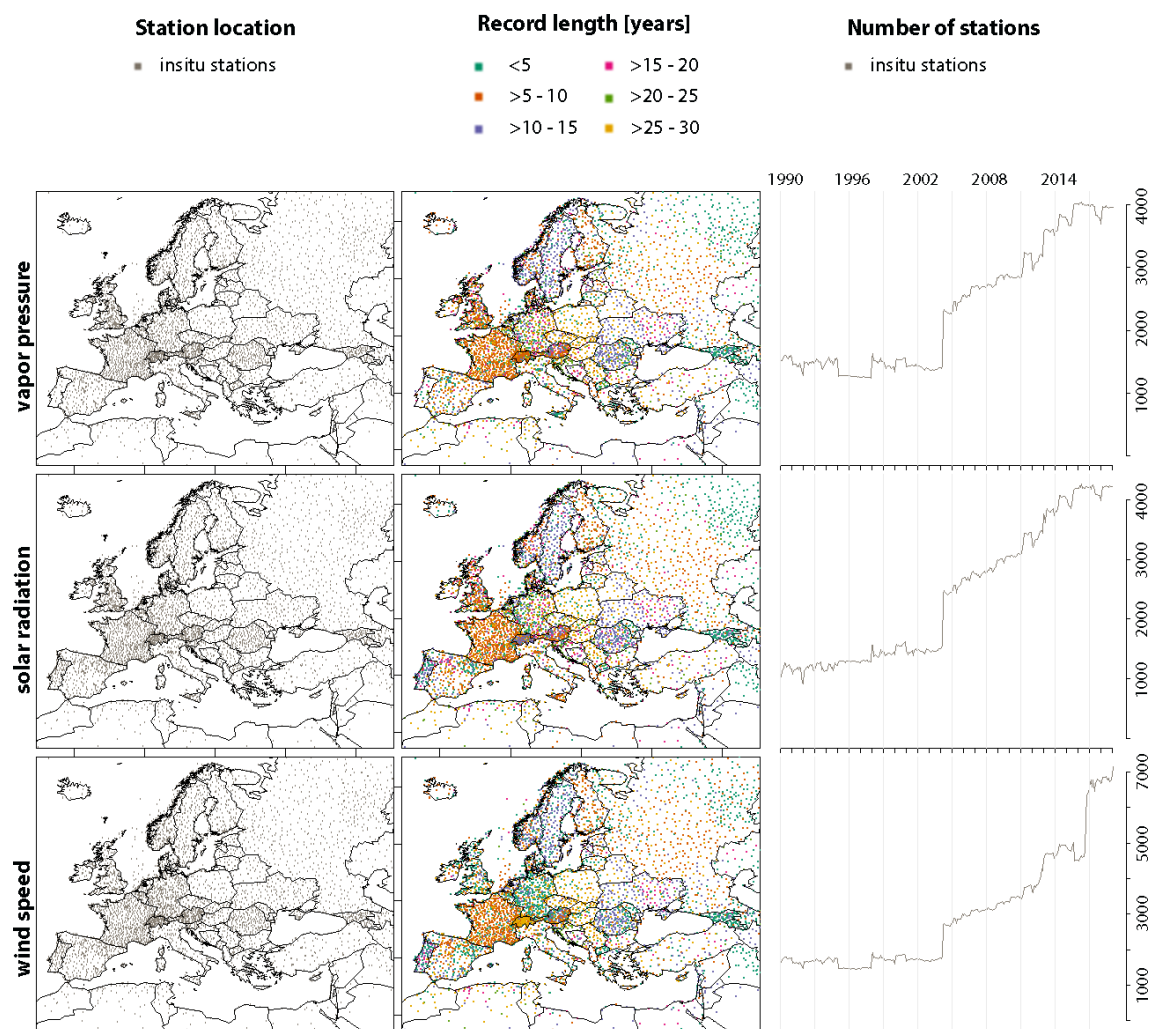 Station location
Record length [years]
Number of stations
insitu stations
<5
>15 - 20
insitu stations
>5 - 10
>20 - 25
>10 - 15
>25 - 30
1990 1996 2002 2008 2014
vapor pressure
4000
3000
2000
1000
solar radiation
4000
3000
2000
1000
wind speed
7000
5000
3000
1000